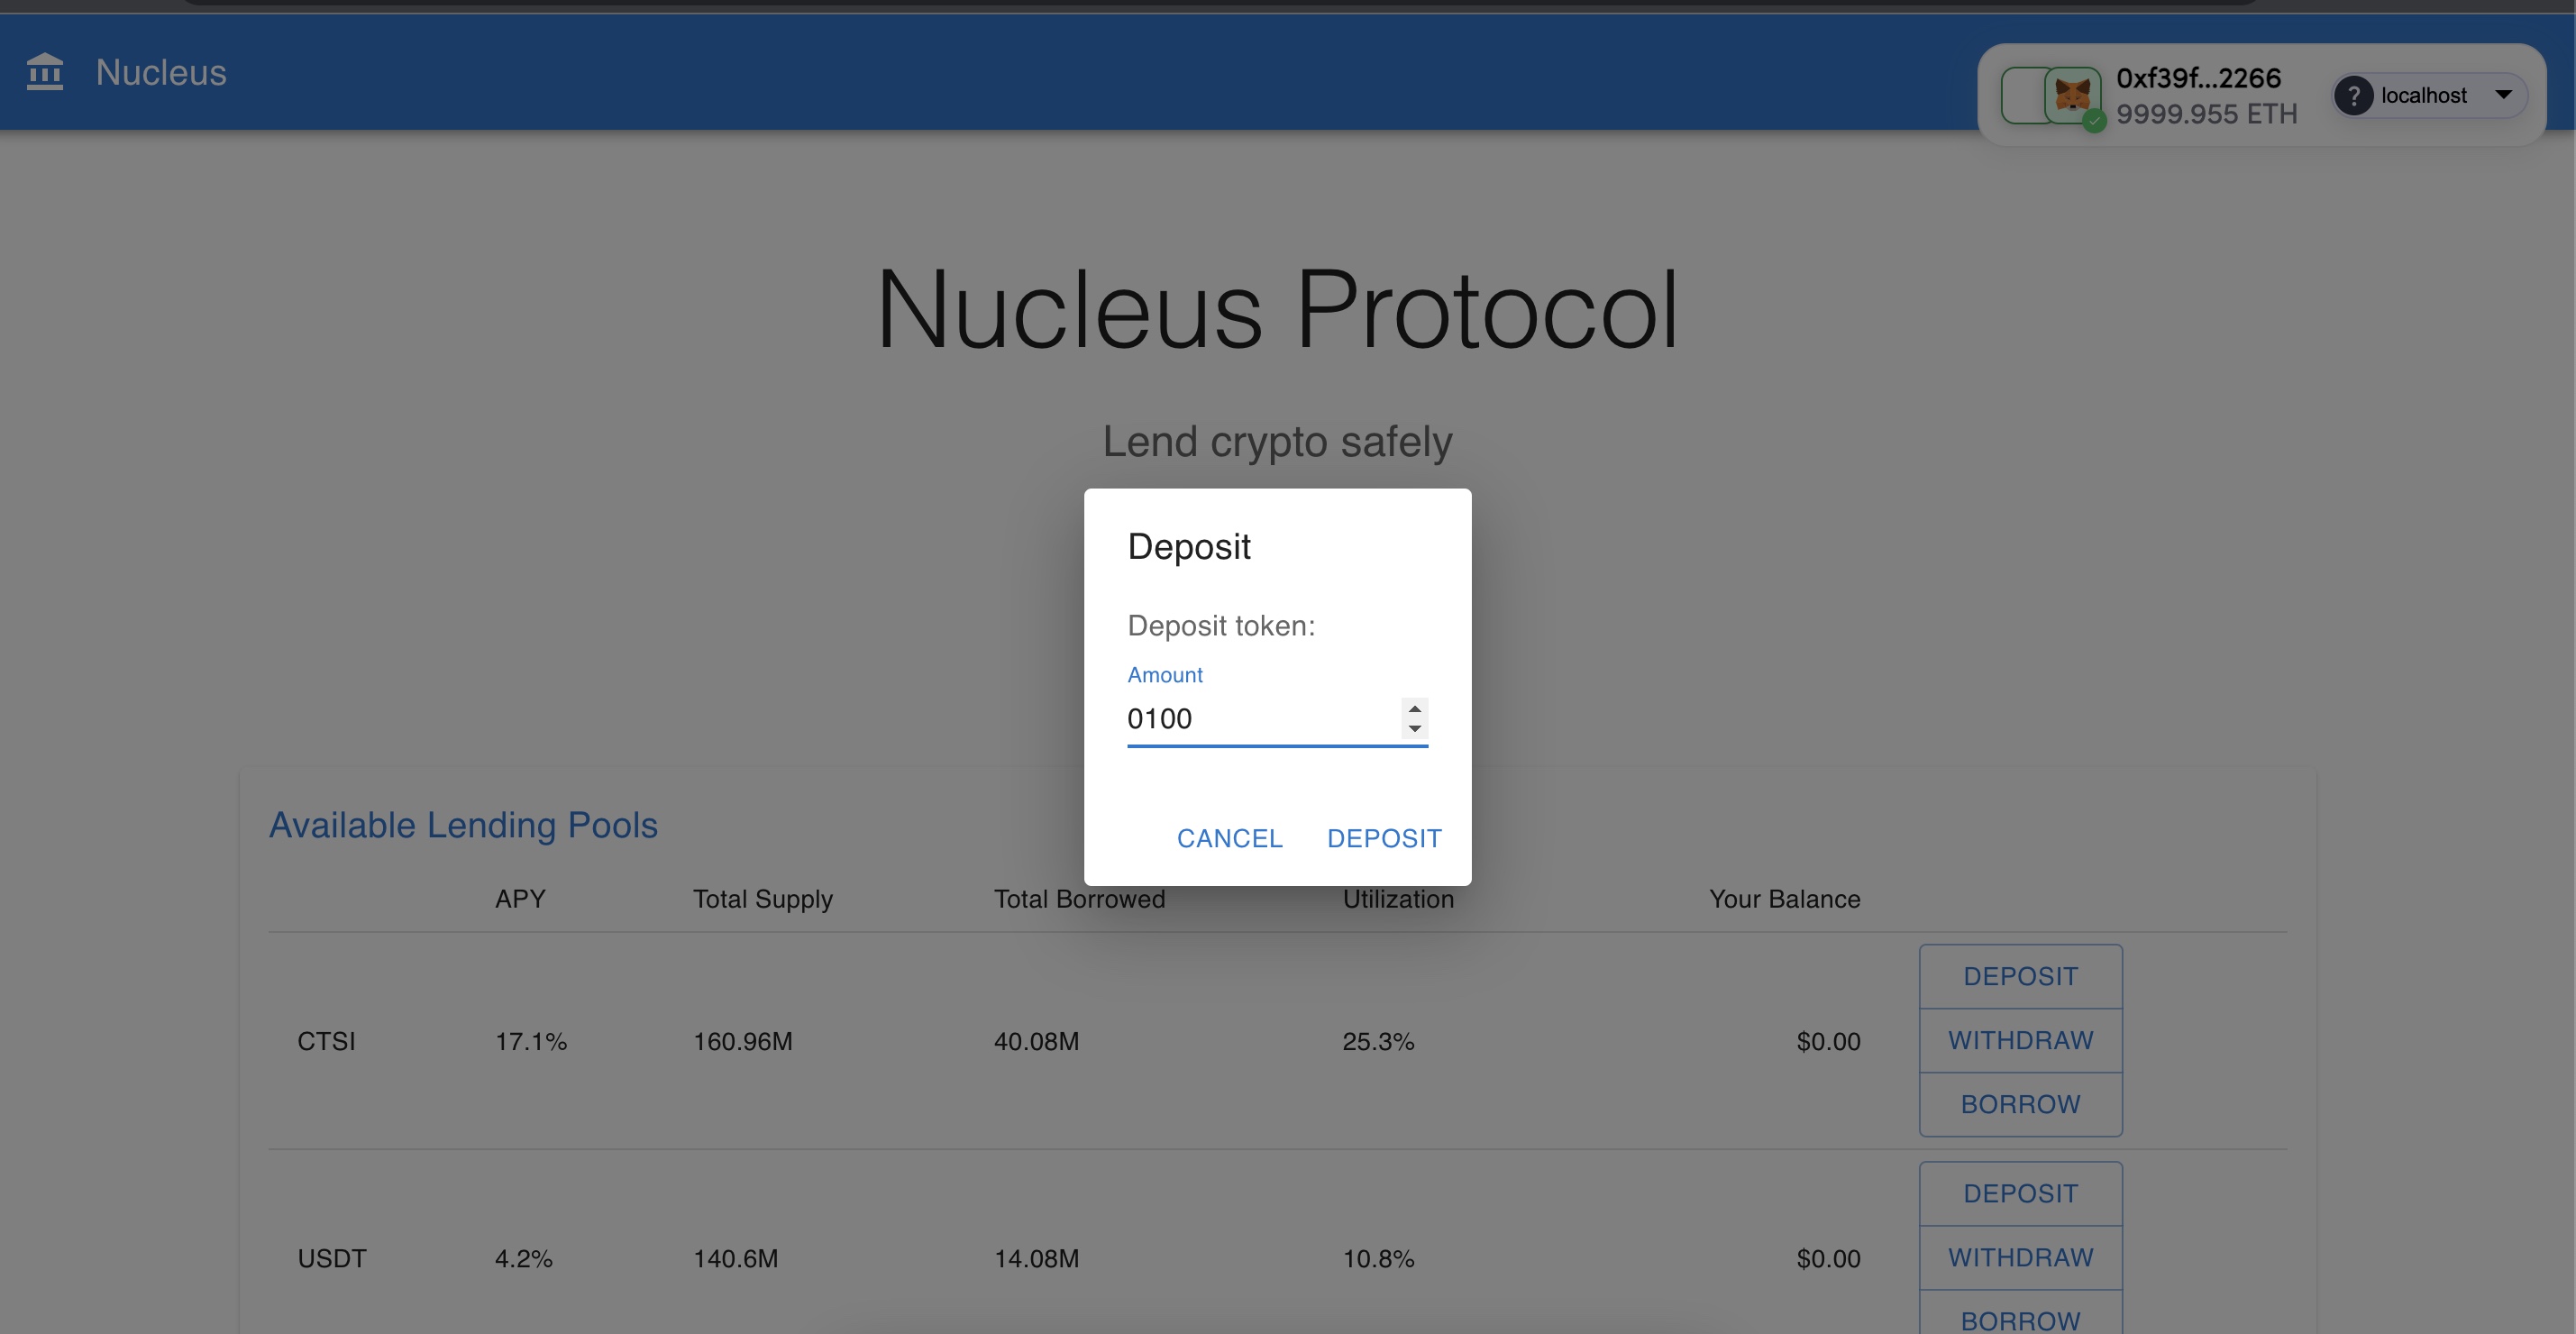 Nucleus
0xf39f...2266
9999.955 ETH
? localhost
Nucleus Protocol
Lend crypto safely
Deposit
Deposit token:
Amount
0100
CANCEL DEPOSIT
Available Lending Pools
APY Total Supply Total Borrowed Utilization Your Balance
DEPOSIT
CTSI 17.1% 160.96M 40.08M 25.3% $0.00 WITHDRAW
BORROW
DEPOSIT
USDT 4.2% 140.6M 14.08M 10.8% $0.00 WITHDRAW
BORROW